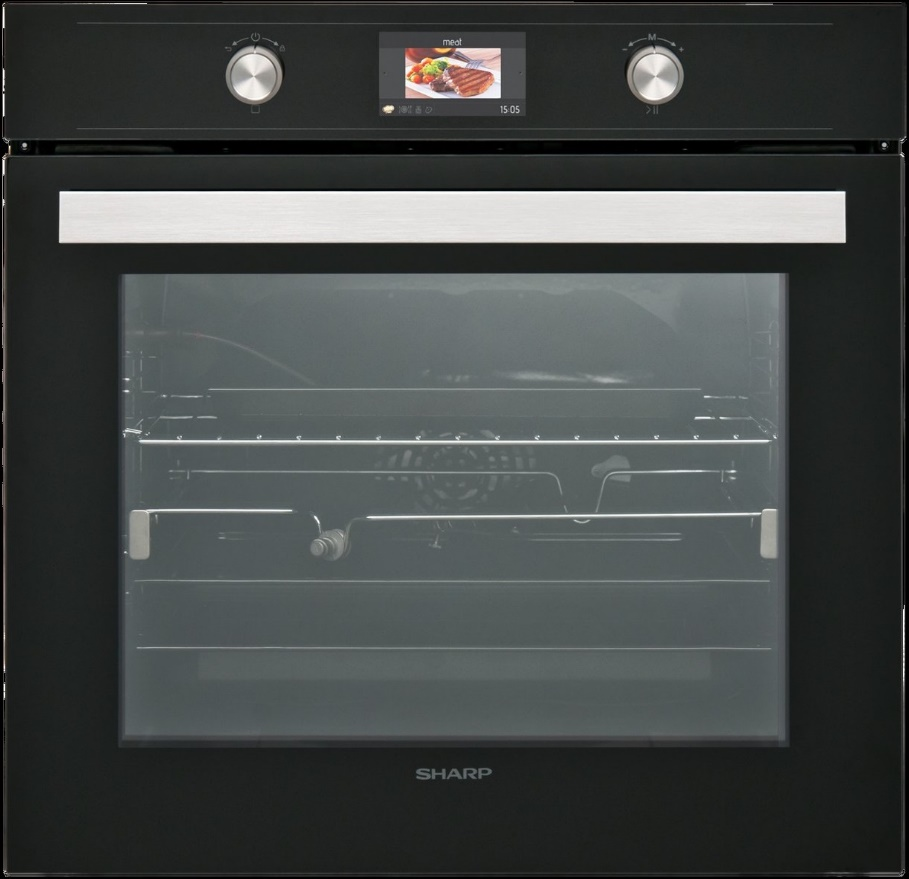 M
- +
meat
15:05
SHARP